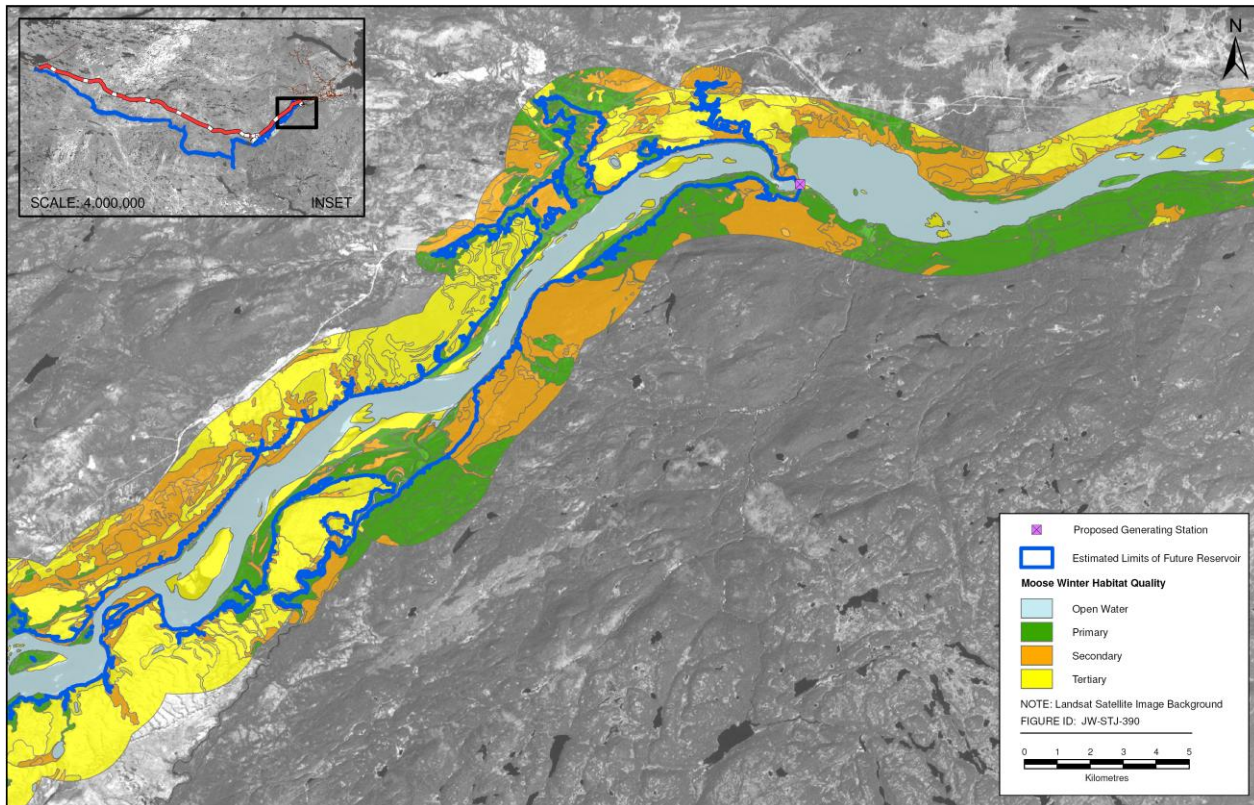 SCALE: 4,000,000
INSET
N
Proposed Generating Station
Estimated Limits of Future Reservoir
Moose Winter Habitat Quality
Open Water
Primary
Secondary
Tertiary
NOTE: Landsat Satellite Image Background
FIGURE ID: JW-STJ-390
0 1 2 3 4 5
Kilometres